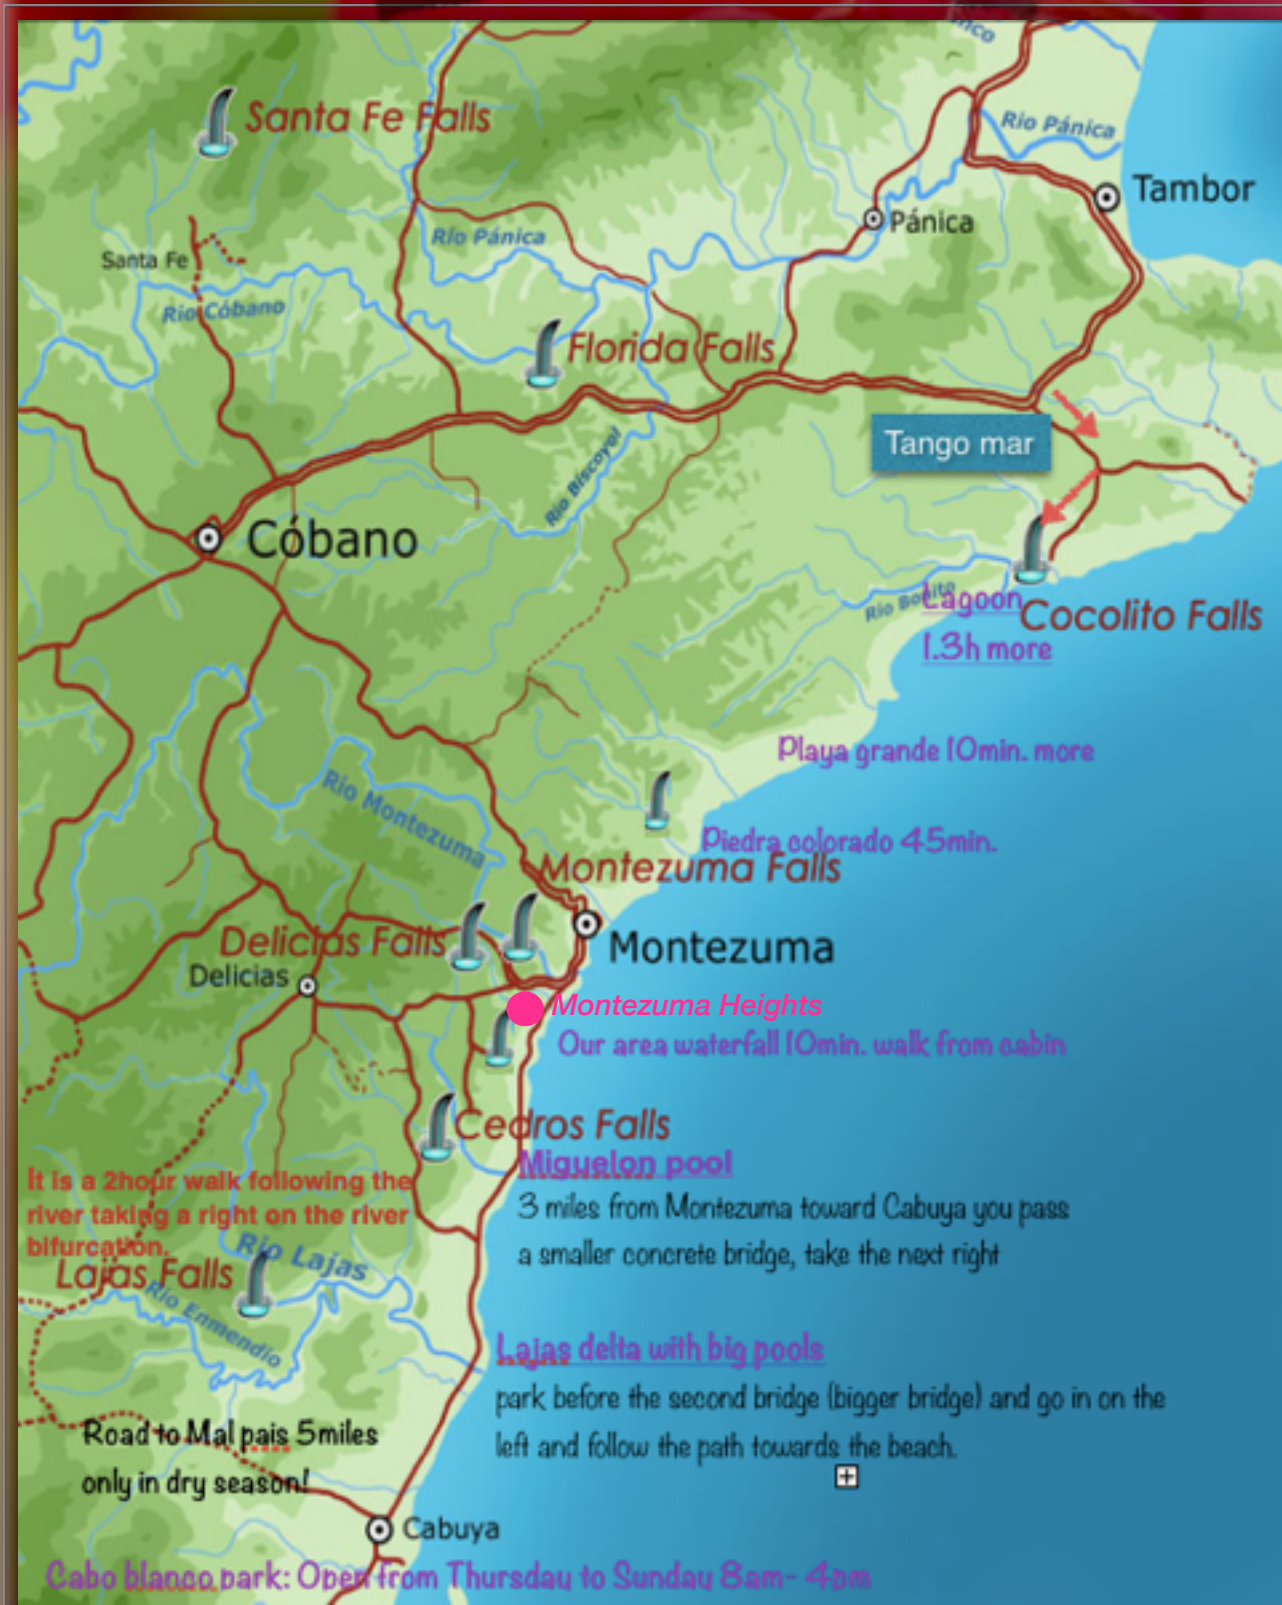 nco
Santa Fe Falls
Rio Pánica
Tambor
Pánica
Río Pánica
Santa Fe
Rio Cóbano
Florida Falls
Tango mar
Rio Biscoyol
Cóbano
Rio Bonito
Lagoon
1.3h more
Cocolito Falls
Playa grande 10min. more
Rio Montezuma
Piedra colorado 45min.
Montezuma Falls
Delicias Falls
Montezuma
Delicias
Montezuma Heights
Our area waterfall 10min. walk from cabin
Cedros Falls
Miguelon pool
3 miles from Montezuma toward Cabuya you pass
a smaller concrete bridge, take the next right
It is a 2hour walk following the
river taking a right on the river
bifurcation.
Rio Lajas
Lajas Falls
Rio Enmendio
Lajas delta with big pools
park before the second bridge (bigger bridge) and go in on the
left and follow the path towards the beach.
Road to Mal pais 5miles
only in dry season!
Cabuya
Cabo blanco park: Open from Thursday to Sunday 8am- 4pm